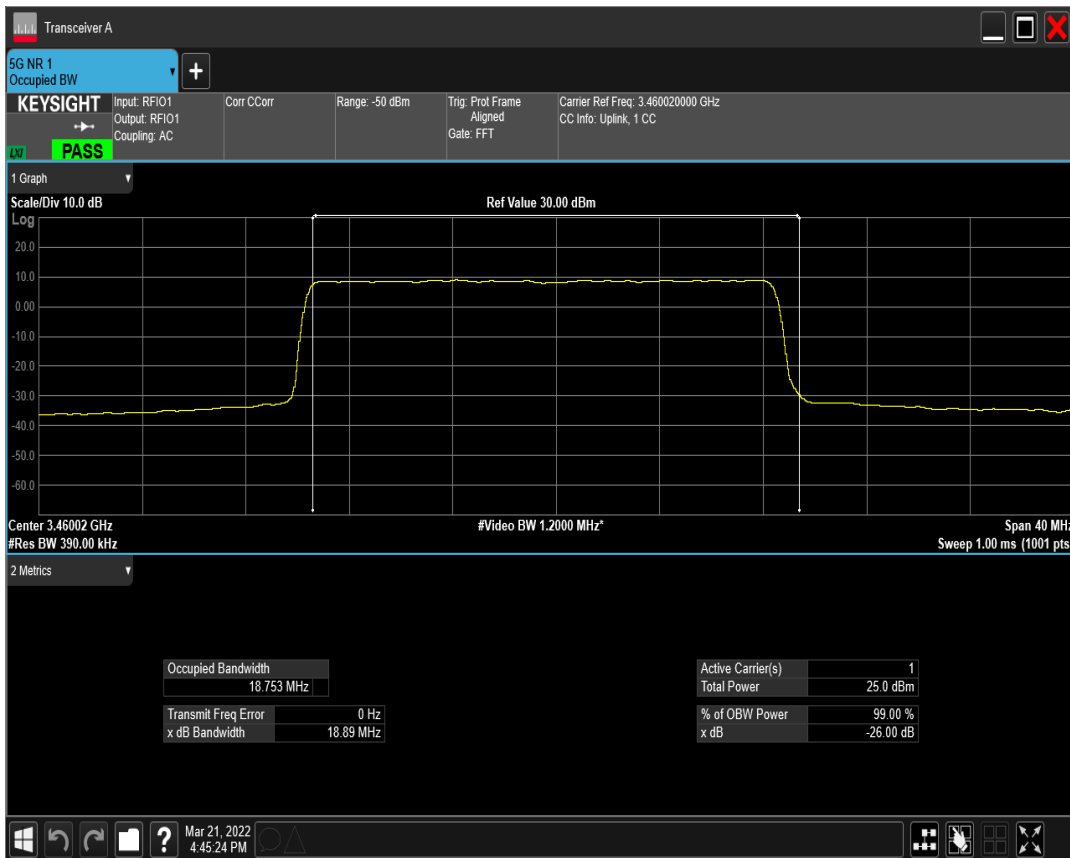 Transceiver A
5G NR 1
Occupied BW
KEYSIGHT
LXI
PASS
Input: RFIO1
Output: RFIO1
Coupling: AC
Corr CCorr
Range: -50 dBm
Trig: Prot Frame
Aligned
Gate: FFT
Carrier Ref Freq: 3.460020000 GHz
CC Info: Uplink, 1 CC
1 Graph
Scale/Div 10.0 dB
Ref Value 30.00 dBm
Log
20.0
10.0
0.00
-10.0
-20.0
-30.0
-40.0
-50.0
-60.0
Center 3.46002 GHz
#Video BW 1.2000 MHz*
Span 40 MHz
#Res BW 390.00 kHz
Sweep 1.00 ms (1001 pts
2 Metrics
Occupied Bandwidth
18.753 MHz
Transmit Freq Error 0 Hz
x dB Bandwidth 18.89 MHz
Active Carrier(s) 1
Total Power 25.0 dBm
% of OBW Power 99.00 %
x dB -26.00 dB
?
Mar 21, 2022
4:45:24 PM